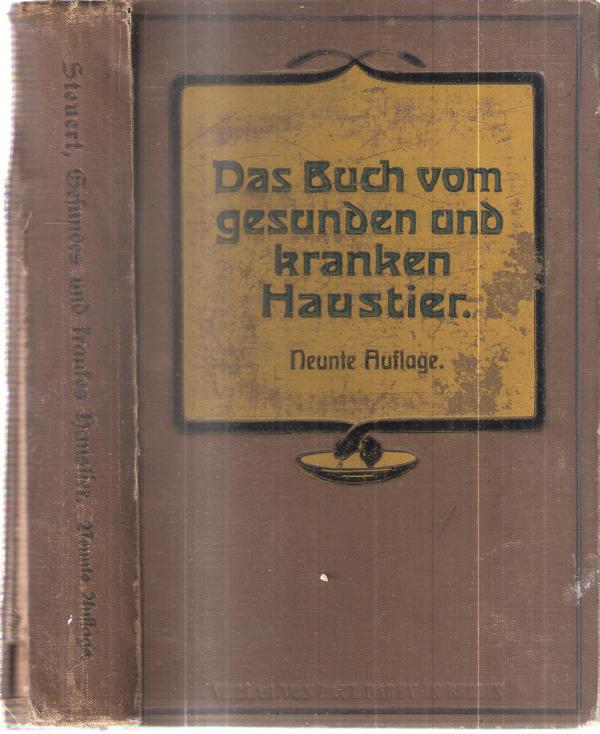 Steuert, Gesundes und krankes Haustier. Neunte Auflage.
Das Buch vom
gesunden und
kranken
Haustier.
Neunte Auflage.
VERLAG VON PAUL PAREY IN BERLIN